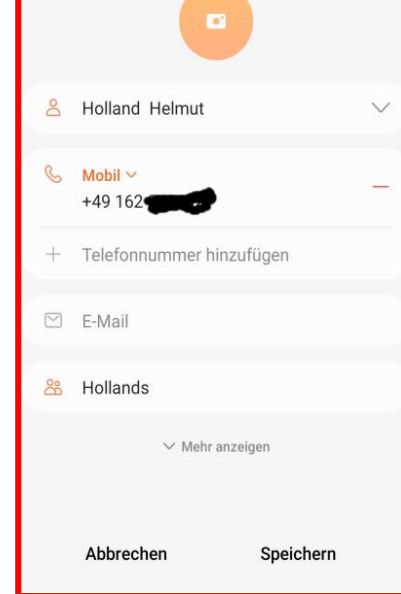 Holland Helmut
Mobil
+49 162
Telefonnummer hinzufügen
E-Mail
Hollands
Mehr anzeigen
Abbrechen
Speichern